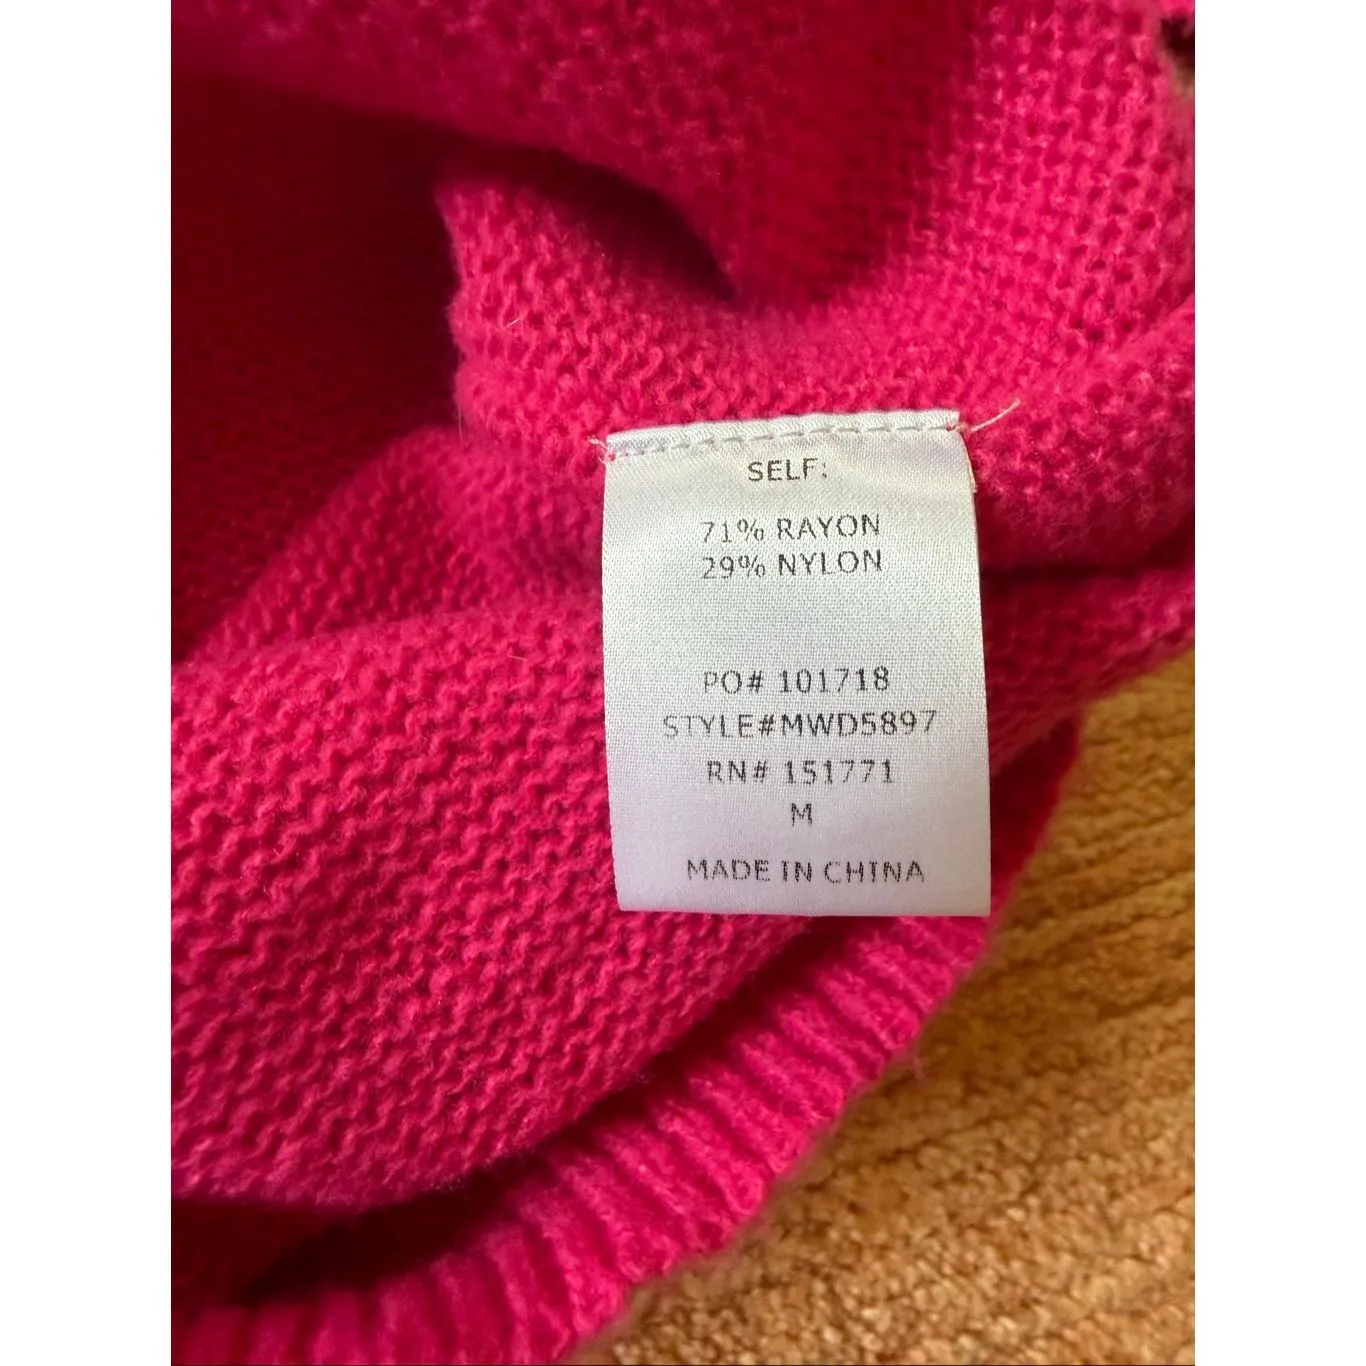 SELF:
71% RAYON
29% NYLON
PO# 101718
STYLE#MWD5897
RN# 151771
M
MADE IN CHINA